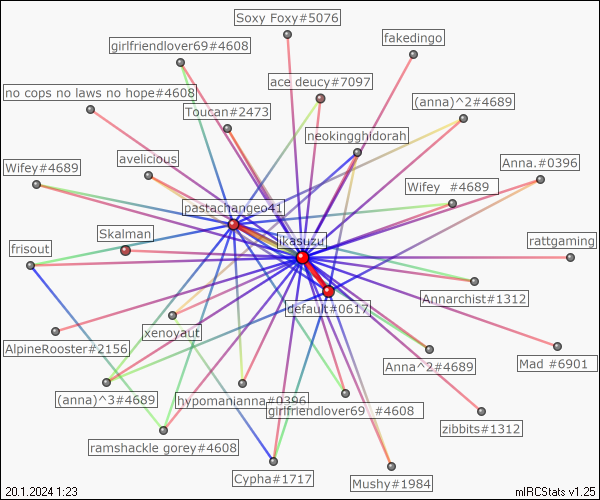 Soxy Foxy#5076
fakedingo
girlfriendlover69#4608
ace deucy#7097
no cops no laws no hope#4608
(anna)^2#4689
Toucan#2473
neokingghidorah
avelicious
Wifey#4689
Anna.#0396
Wifey  #4689
pastachangeo41
Skalman
ikasuzu
rattgaming
frisout
Annarchist#1312
default#0617
xenoyaut
AlpineRooster#2156
Mad #6901
Anna^2#4689
(anna)^3#4689
hypomanianna#0396
girlfriendlover69  #4608
zibbits#1312
ramshackle gorey#4608
Cypha#1717
Mushy#1984
20.1.2024 1:23
mIRCStats v1.25